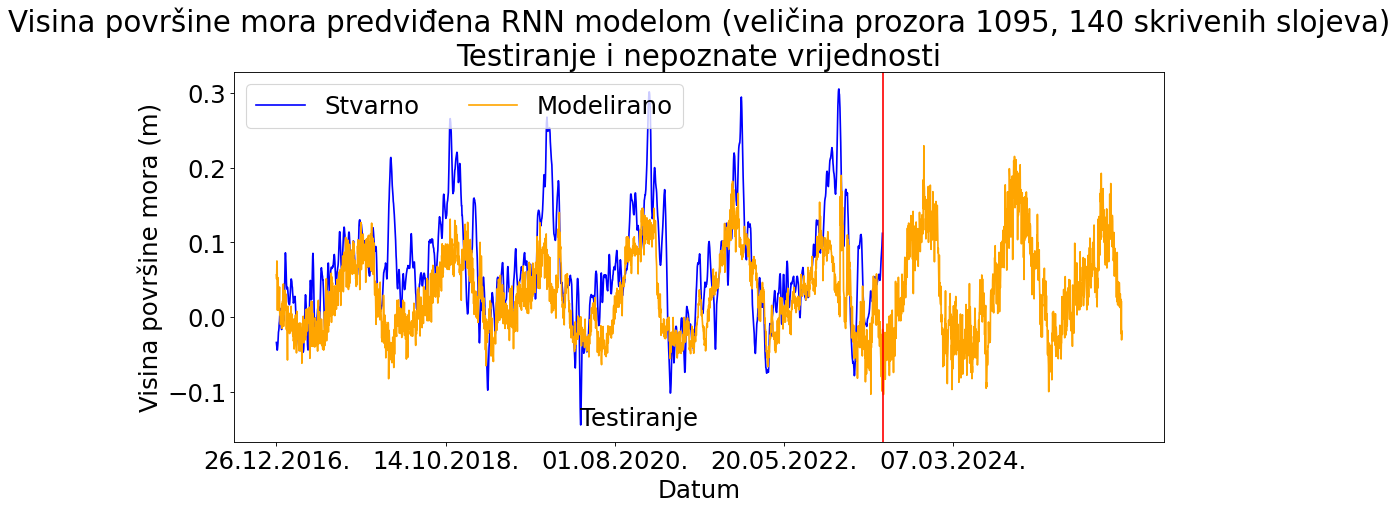 Visina površine mora predviđena RNN modelom (veličina prozora 1095, 140 skrivenih slojeva)
Testiranje i nepoznate vrijednosti
Stvarno
Modelirano
Visina površine mora (m)
0.3
0.2
0.1
0.0
−0.1
Testiranje
26.12.2016.
14.10.2018.
01.08.2020.
20.05.2022.
07.03.2024.
Datum